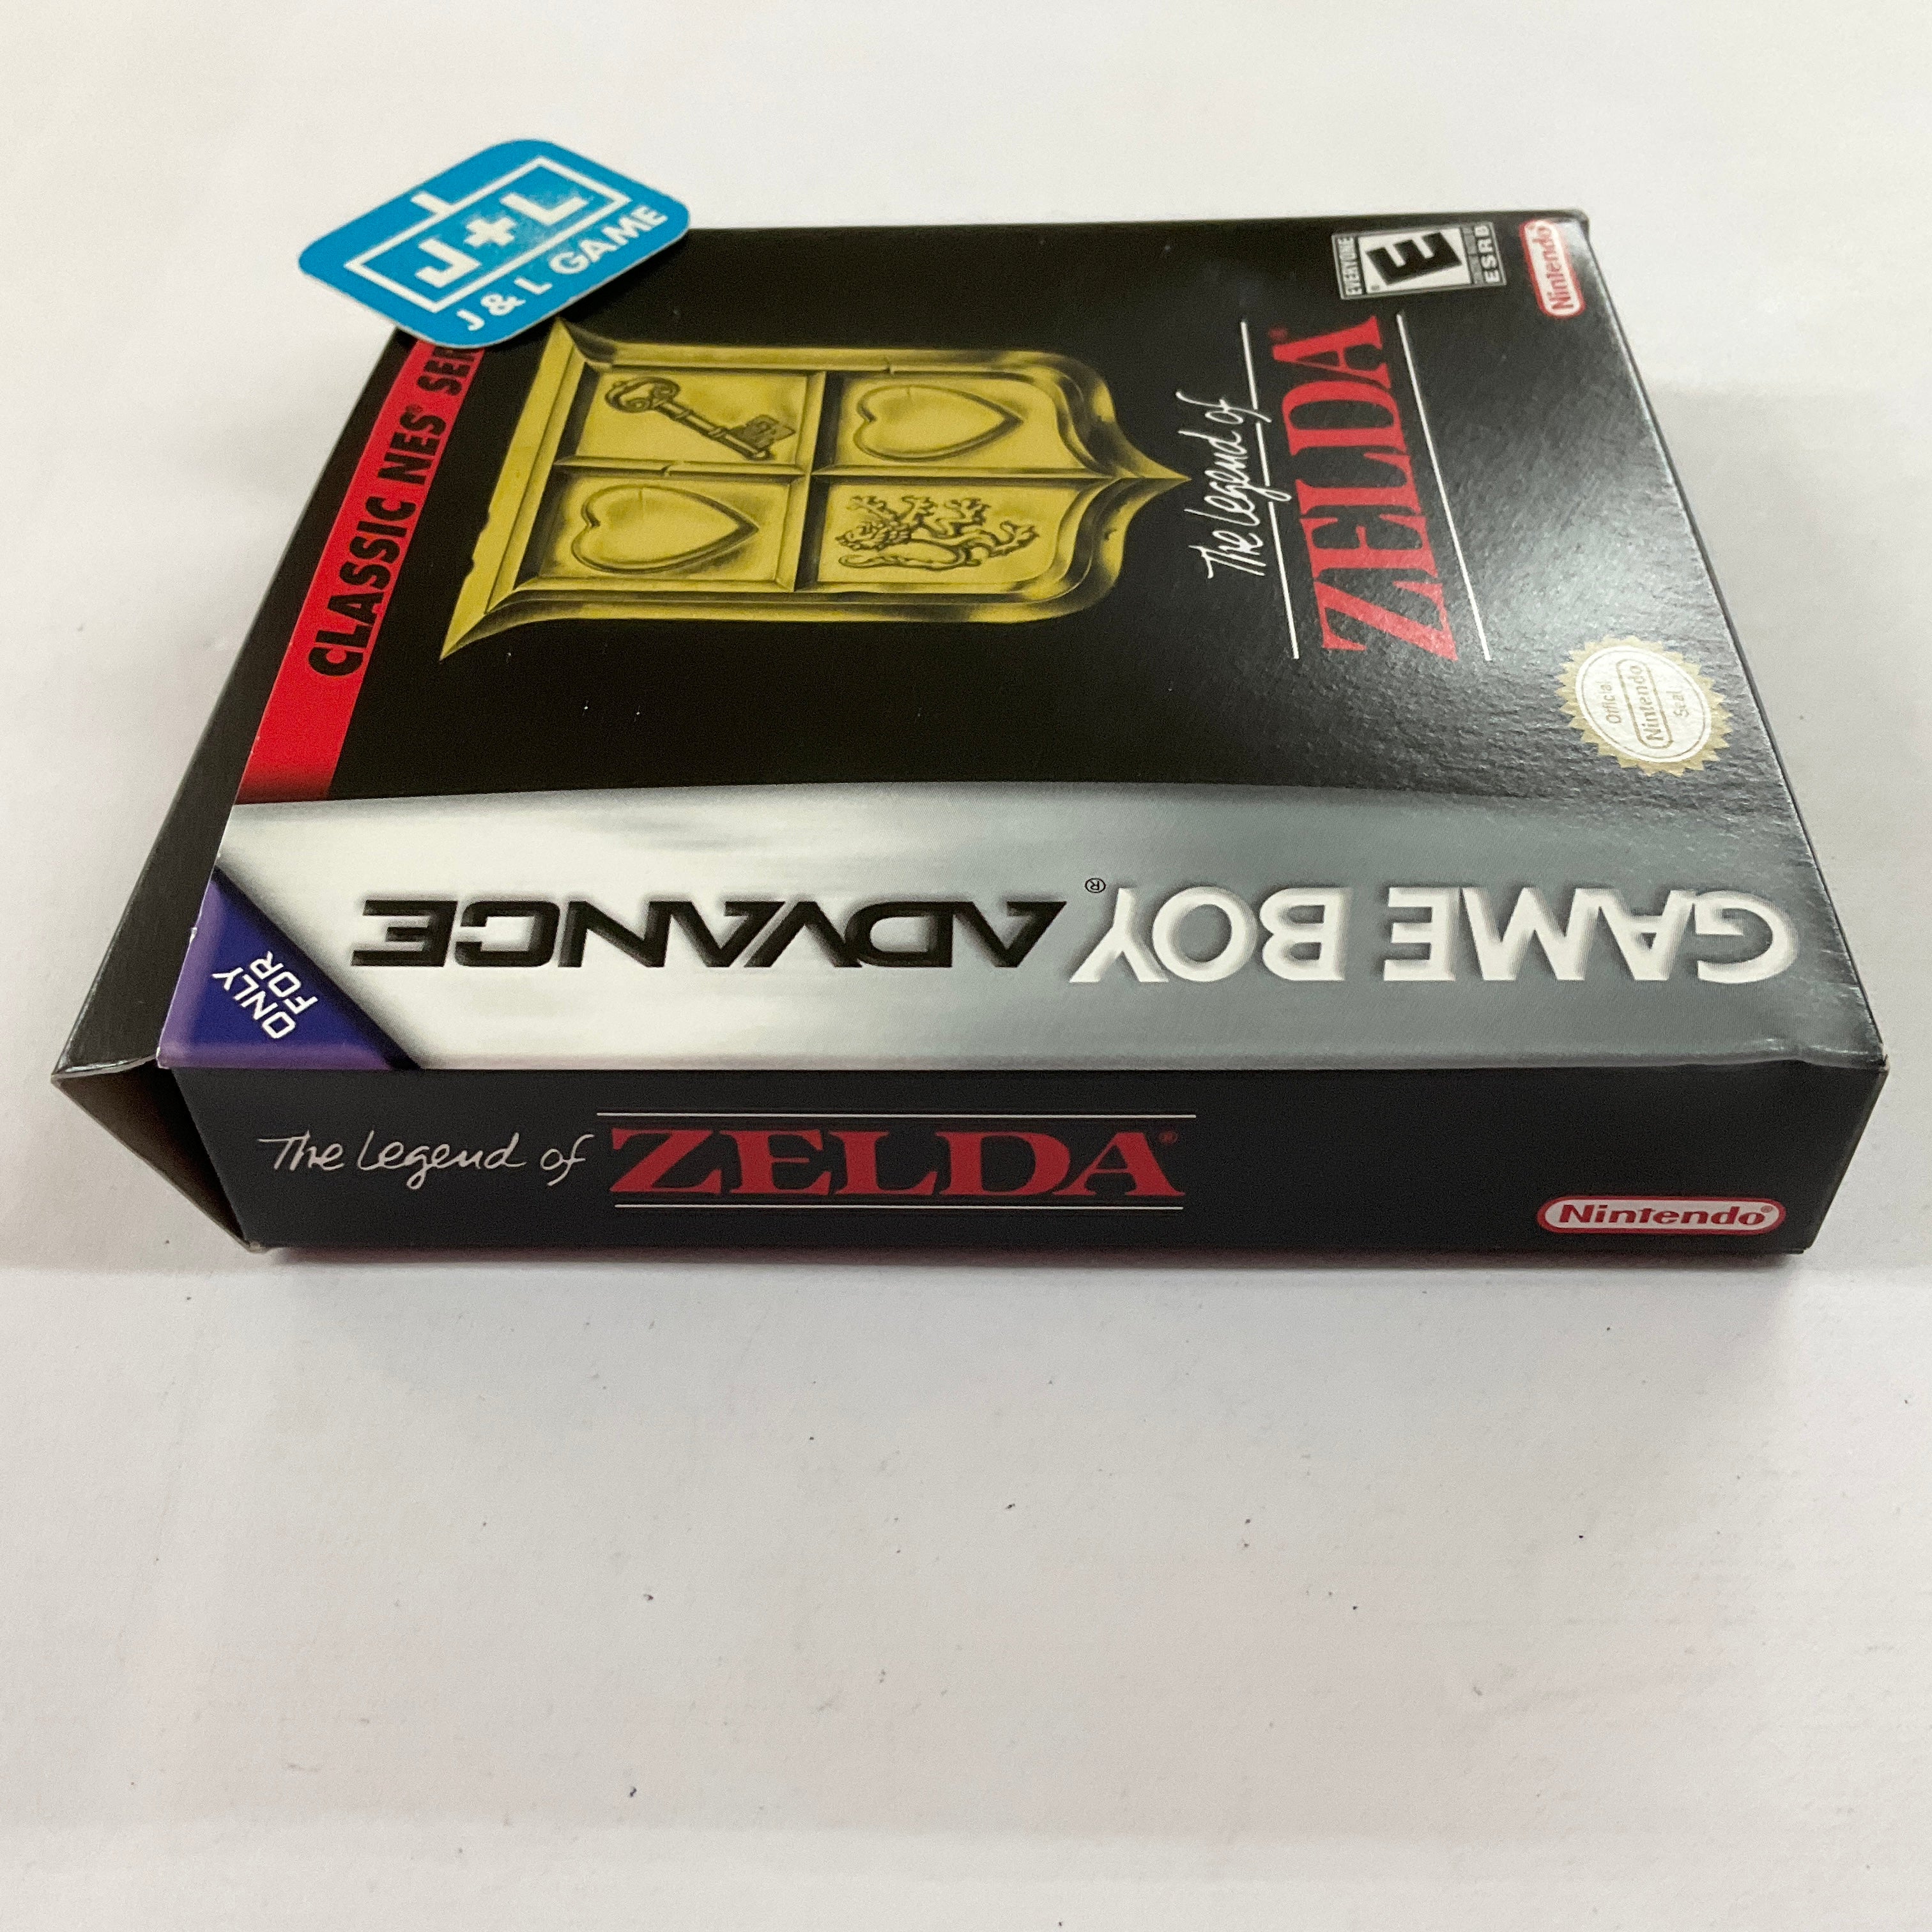 J+L
J & L GAME
CLASSIC NES® SER
EVERYONE
E
ESRB
Nintendo
The Legend of
ZELDA®
Official
Nintendo
Seal
ONLY
FOR
GAME BOY® ADVANCE
The Legend of ZELDA®
Nintendo®